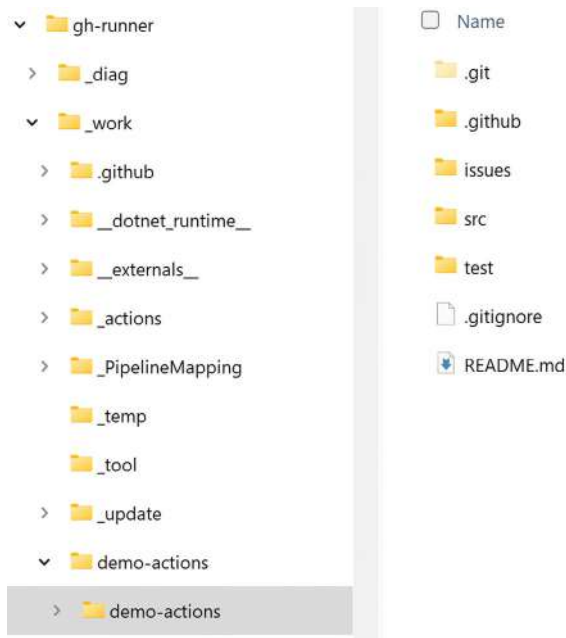 gh-runner
_diag
_work
.github
__dotnet_runtime__
__externals__
_actions
_PipelineMapping
_temp
_tool
_update
demo-actions
demo-actions
Name
.git
.github
issues
src
test
.gitignore
README.md